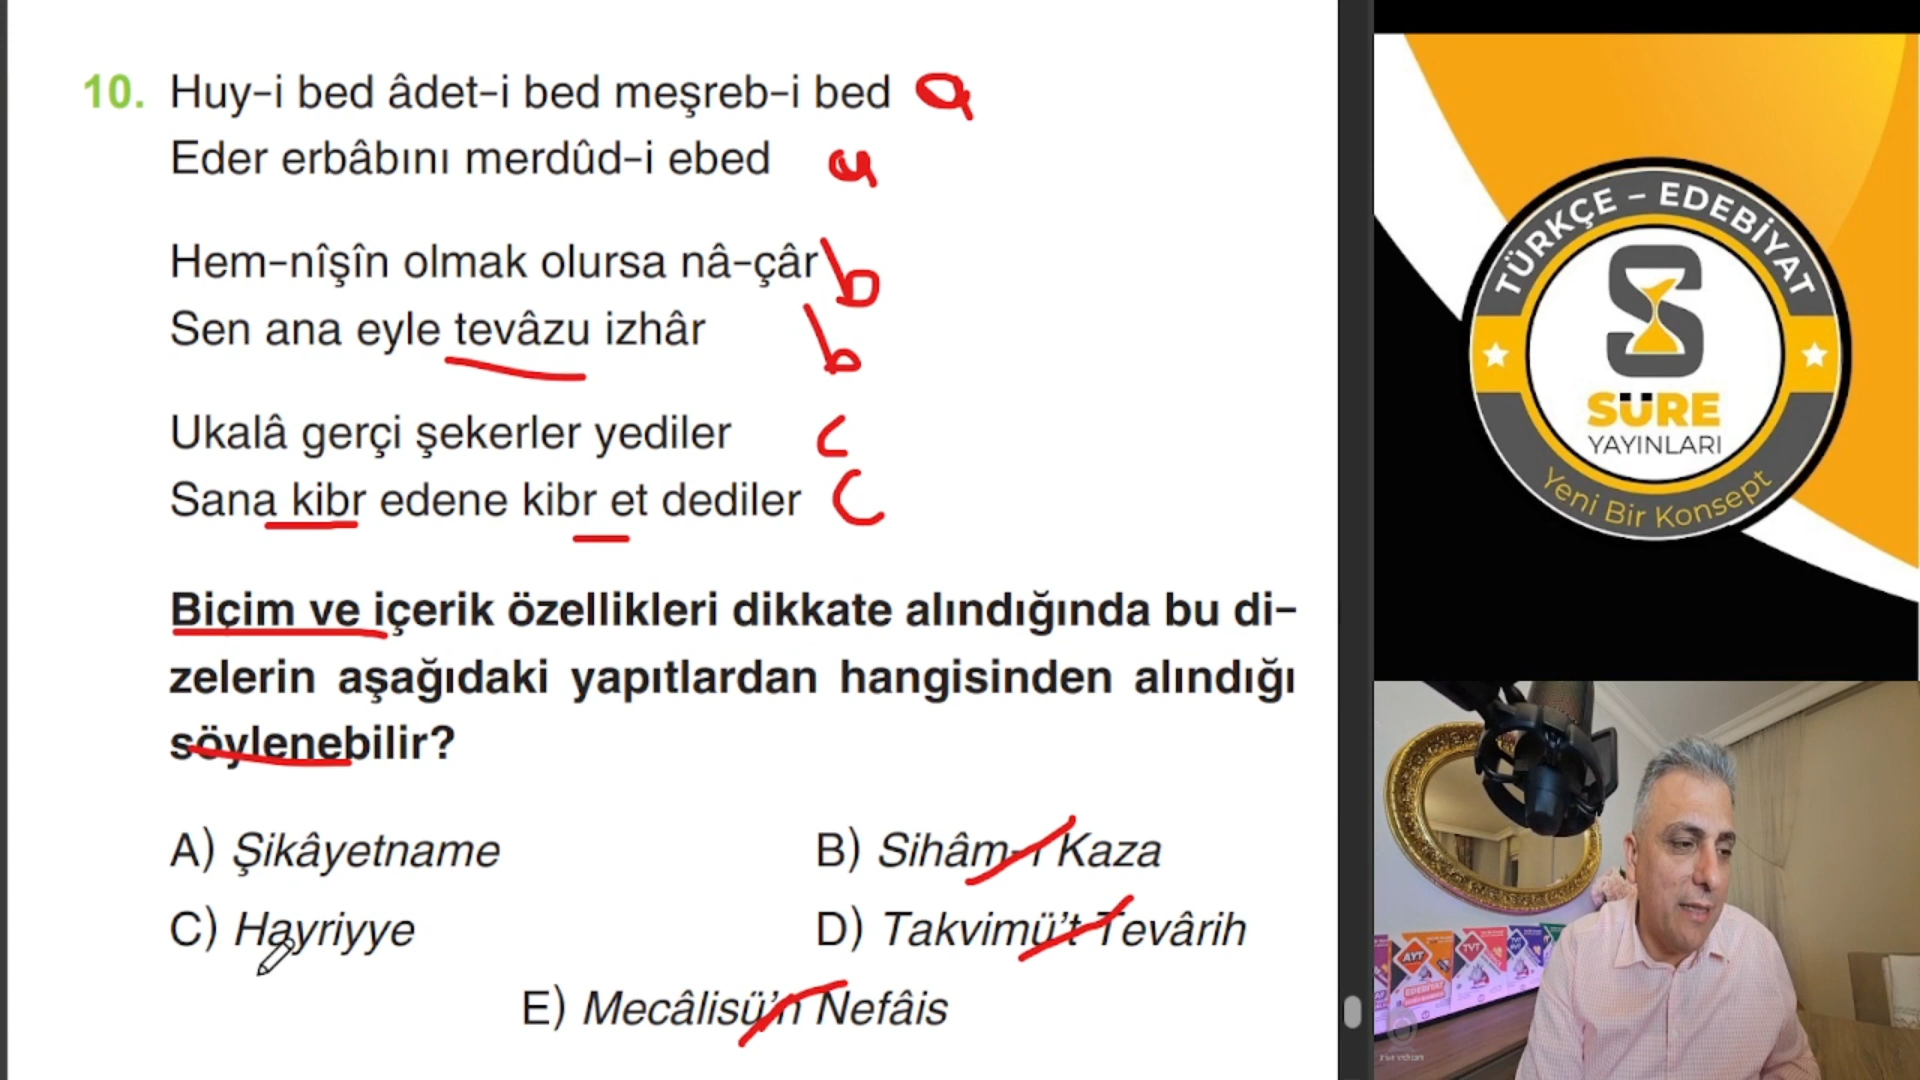 10. Huy-i bed âdet-i bed meşreb-i bed a
Eder erbâbını merdûd-i ebed a
Hem-nîşîn olmak olursa nâ-çâr b
Sen ana eyle tevâzu izhâr b
Ukalâ gerçi şekerler yediler c
Sana kibr edene kibr et dediler c
Biçim ve içerik özellikleri dikkate alındığında bu di-
zelerin aşağıdaki yapıtlardan hangisinden alındığı
söylenebilir?
A) Şikâyetname
B) Sihâm-ı Kaza
C) Hayriyye
D) Takvimü't Tevârih
E) Mecâlisü'n Nefâis
TÜRKÇE - EDEBİYAT
S
SÜRE
YAYINLARI
Yeni Bir Konsept
AYT
TYT